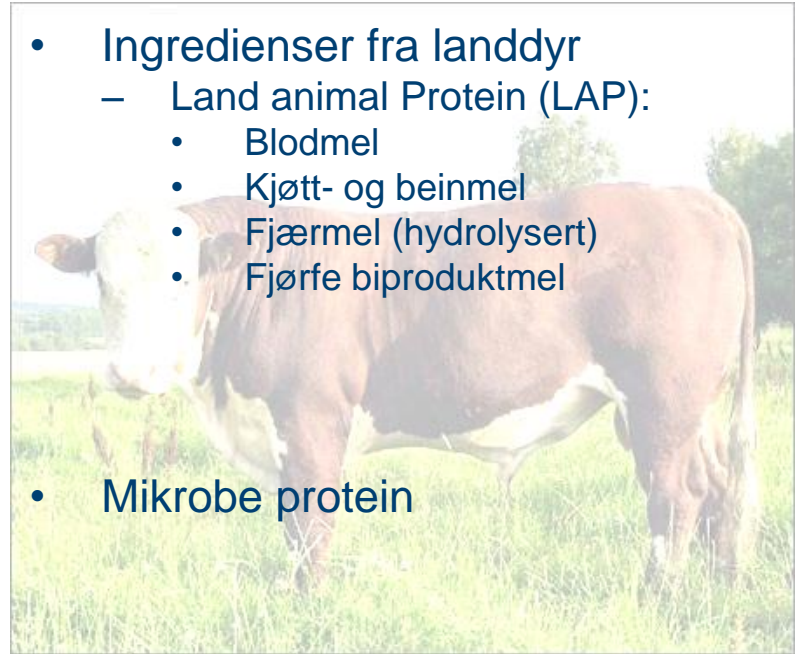 • Ingredienser fra landdyr
– Land animal Protein (LAP):
• Blodmel
• Kjøtt- og beinmel
• Fjærmel (hydrolysert)
• Fjørfe biproduktmel
• Mikrobe protein